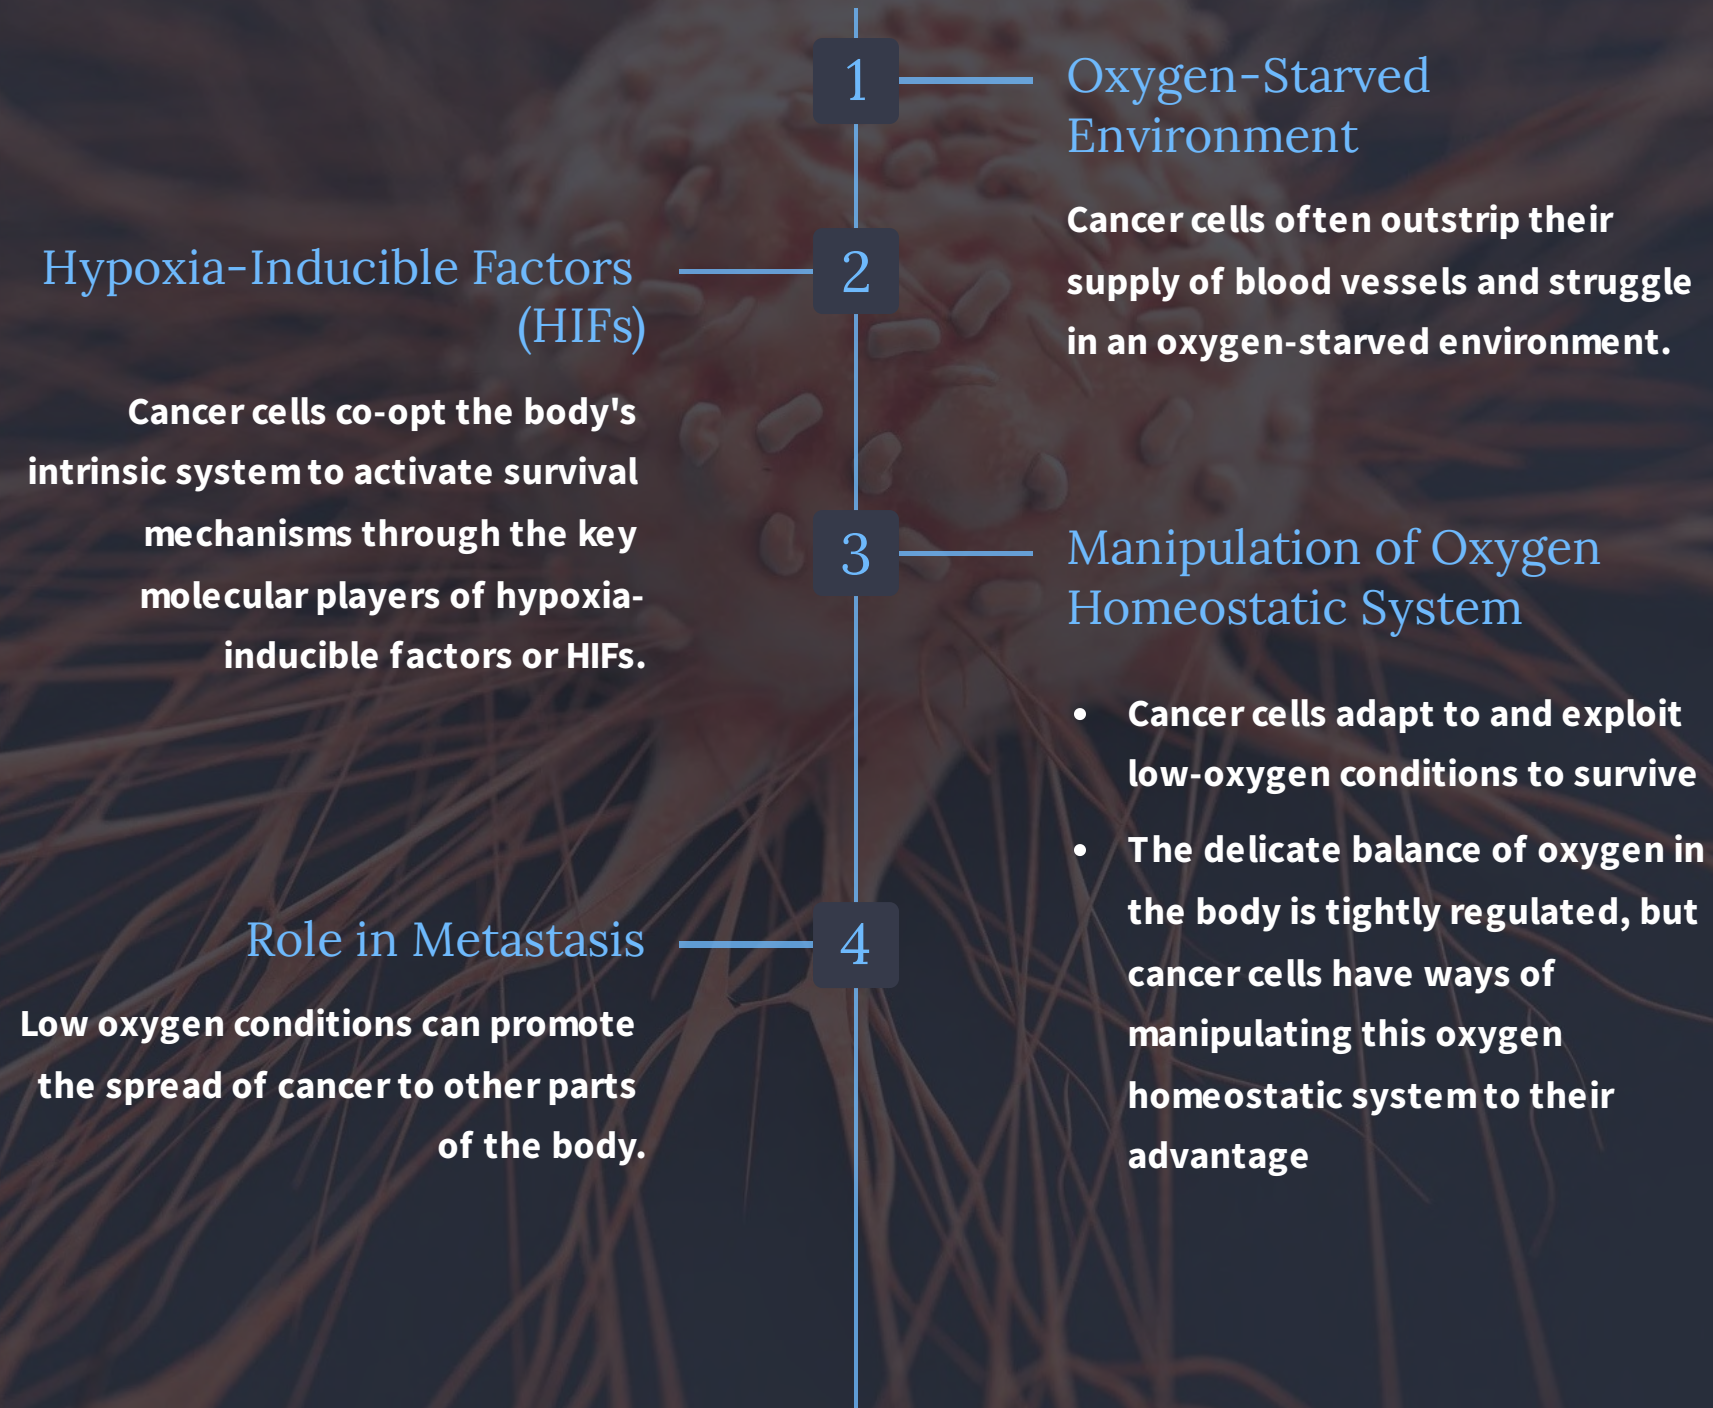 1
Oxygen-Starved
Environment
Cancer cells often outstrip their
supply of blood vessels and struggle
in an oxygen-starved environment.
2
Hypoxia-Inducible Factors
(HIFs)
Cancer cells co-opt the body's
intrinsic system to activate survival
mechanisms through the key
molecular players of hypoxia-
inducible factors or HIFs.
3
Manipulation of Oxygen
Homeostatic System
• Cancer cells adapt to and exploit
low-oxygen conditions to survive
• The delicate balance of oxygen in
the body is tightly regulated, but
cancer cells have ways of
manipulating this oxygen
homeostatic system to their
advantage
4
Role in Metastasis
Low oxygen conditions can promote
the spread of cancer to other parts
of the body.